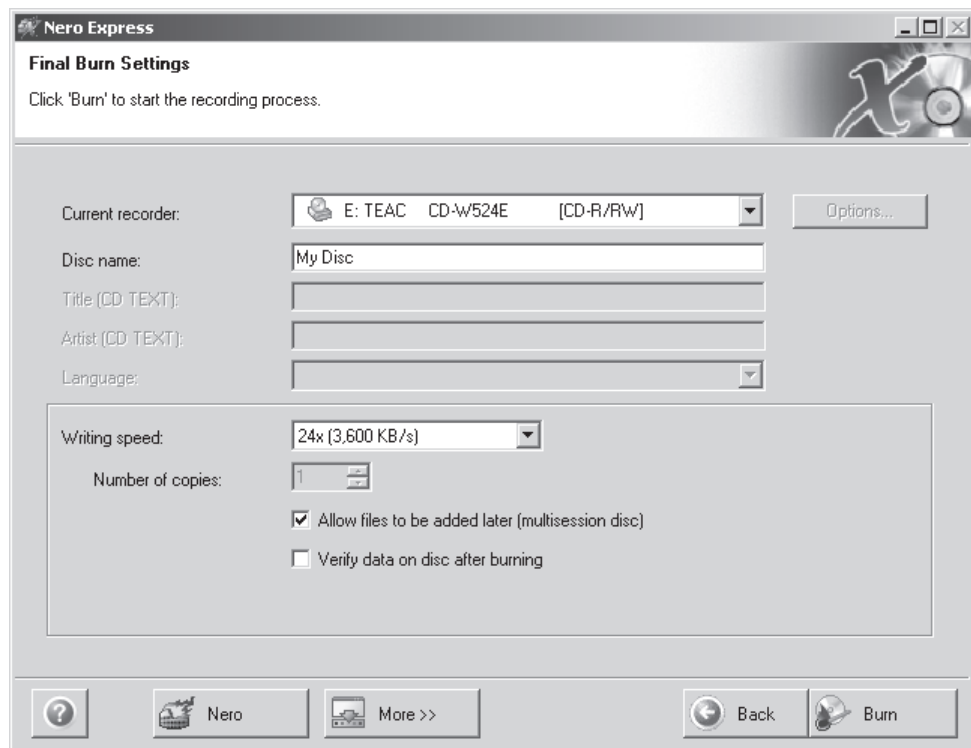 Nero Express
Final Burn Settings
Click 'Burn' to start the recording process.
Current recorder: E: TEAC CD-W524E [CD-R/RW] Options...
Disc name: My Disc
Title (CD TEXT):
Artist (CD TEXT):
Language:
Writing speed: 24x (3,600 KB/s)
Number of copies: 1
Allow files to be added later (multisession disc)
Verify data on disc after burning
? Nero More >> Back Burn